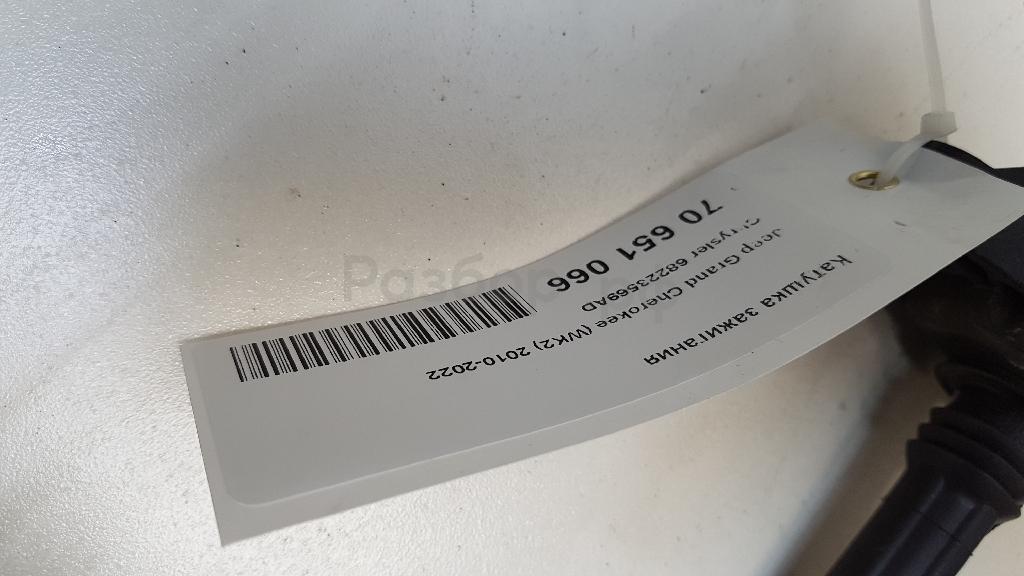 Катушка зажигания
Jeep Grand Cherokee (WK2) 2010-2022
Chrysler 68223569AD
70 651 066